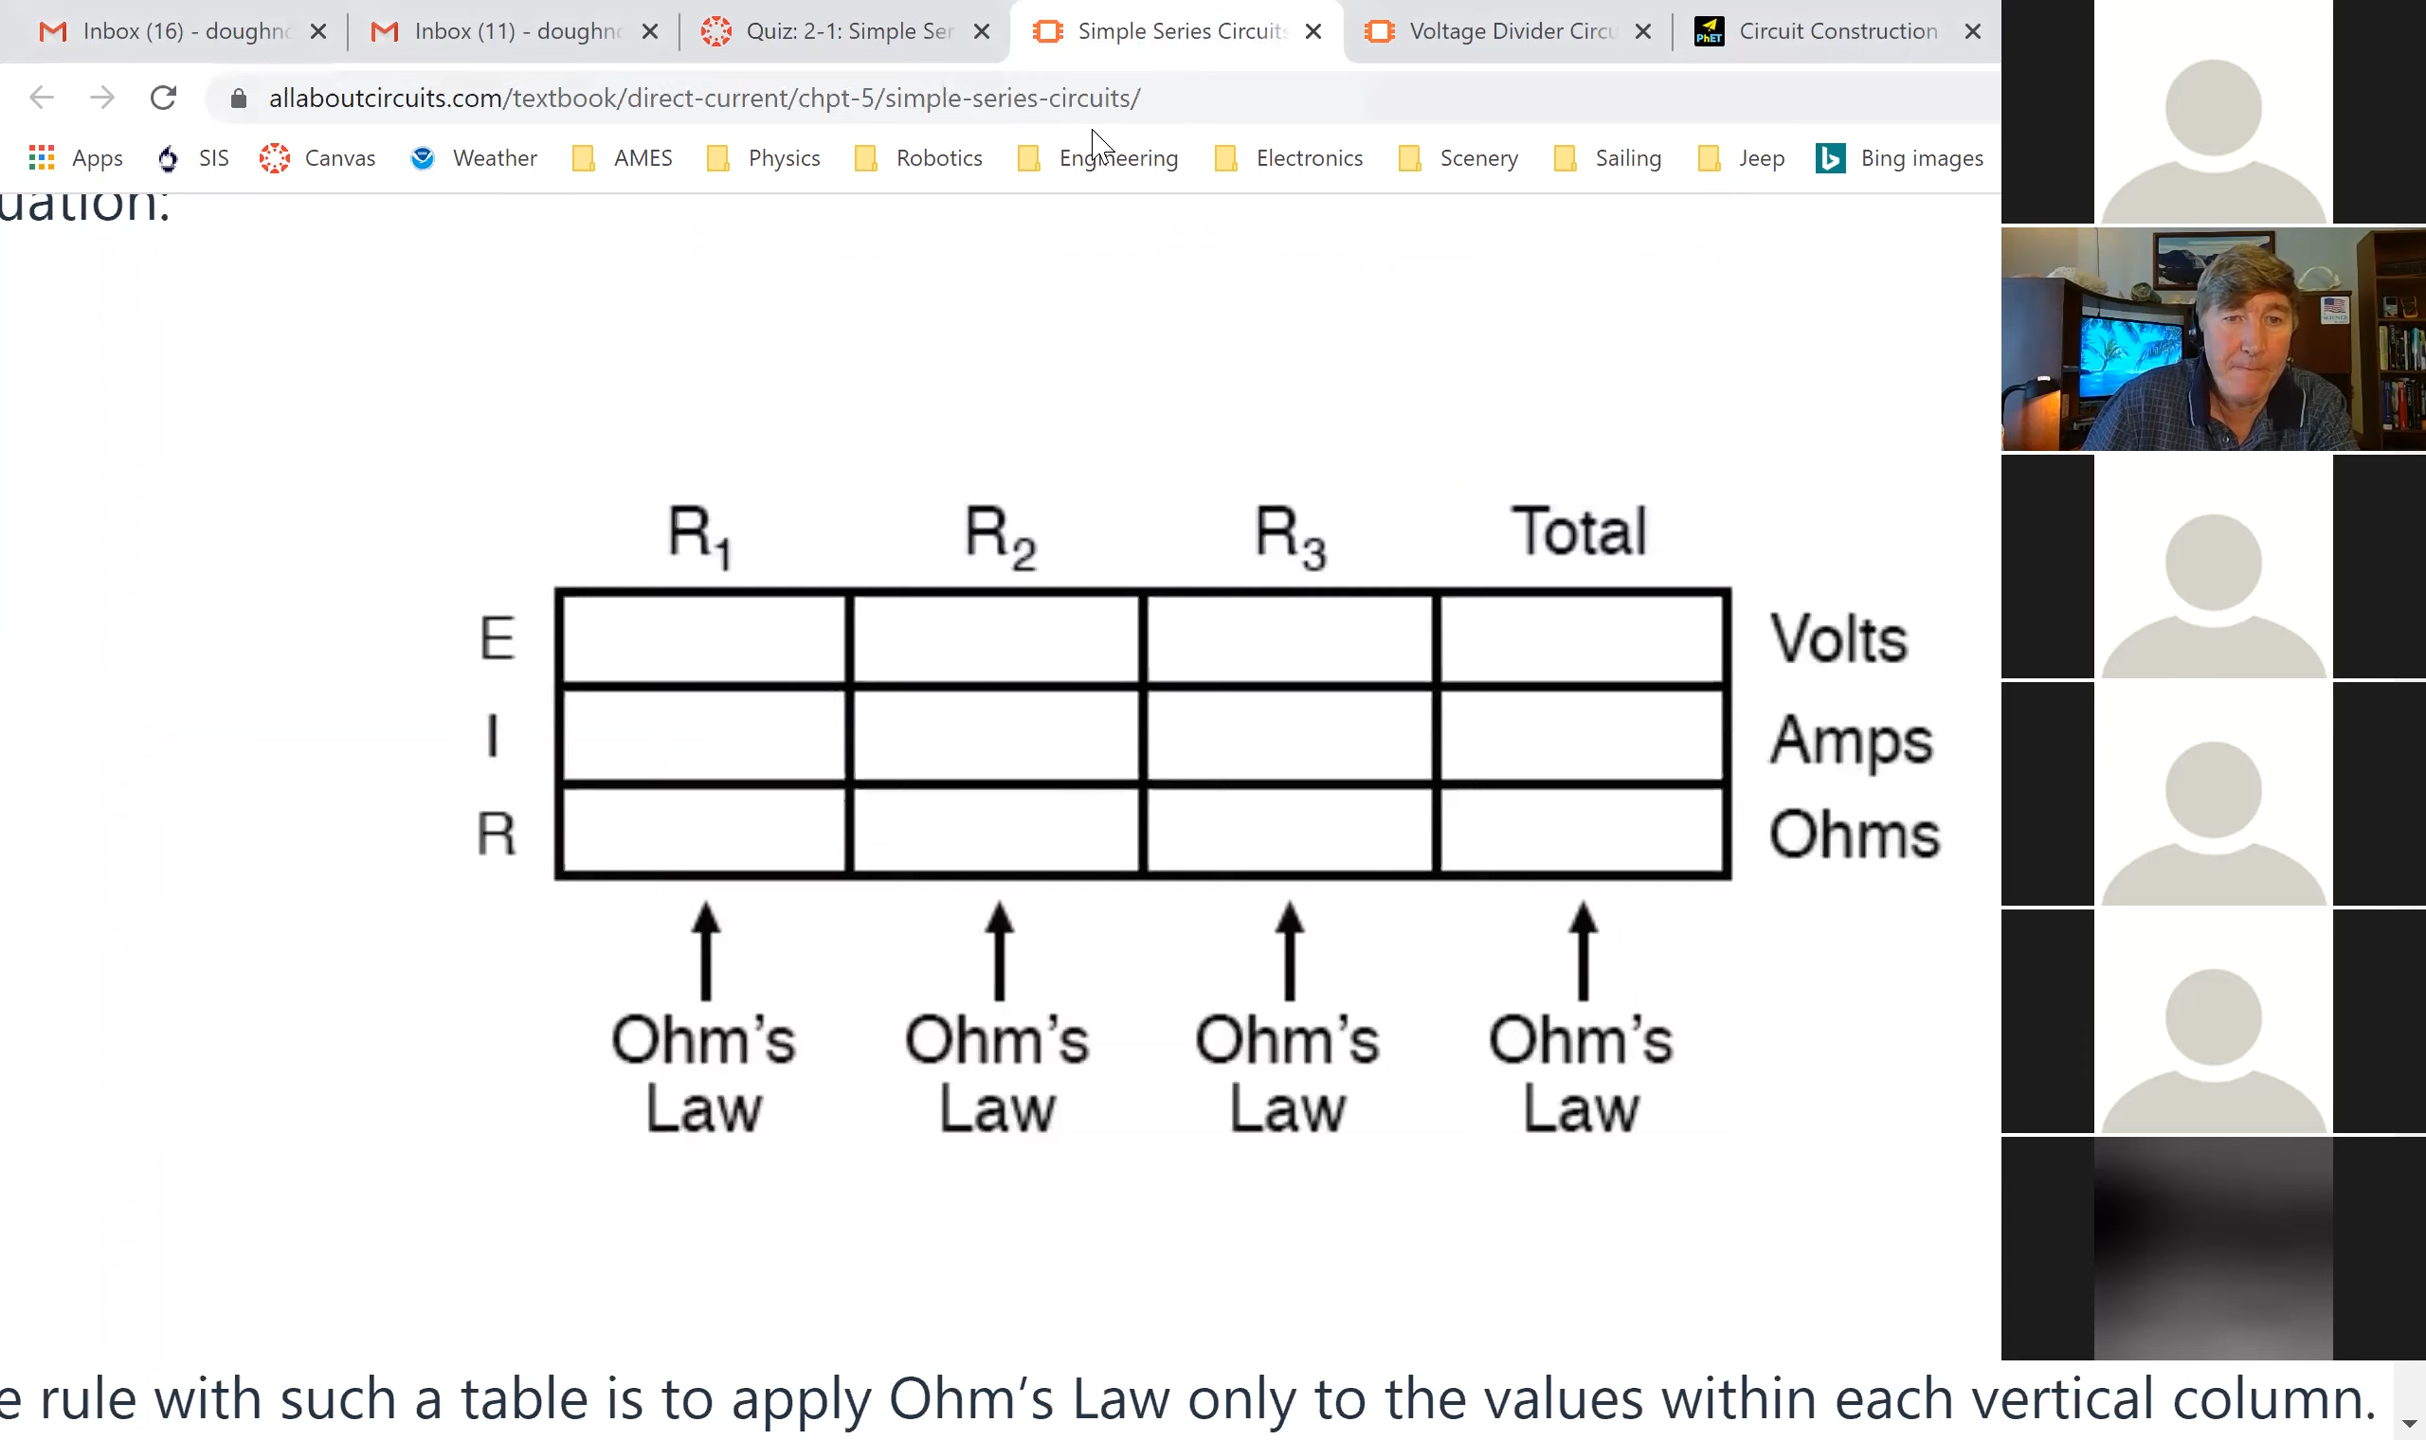 Inbox (16) - doughn
Inbox (11) - doughn
Quiz: 2-1: Simple Ser
Simple Series Circuits
Voltage Divider Circu
PhET
Circuit Construction
allaboutcircuits.com/textbook/direct-current/chpt-5/simple-series-circuits/
Apps SIS Canvas Weather AMES Physics Robotics Engineering Electronics Scenery Sailing Jeep Bing images
uation:
R1 R2 R3 Total
E Volts
I Amps
R Ohms
Ohm's Ohm's Ohm's Ohm's
Law Law Law Law
e rule with such a table is to apply Ohm's Law only to the values within each vertical column.